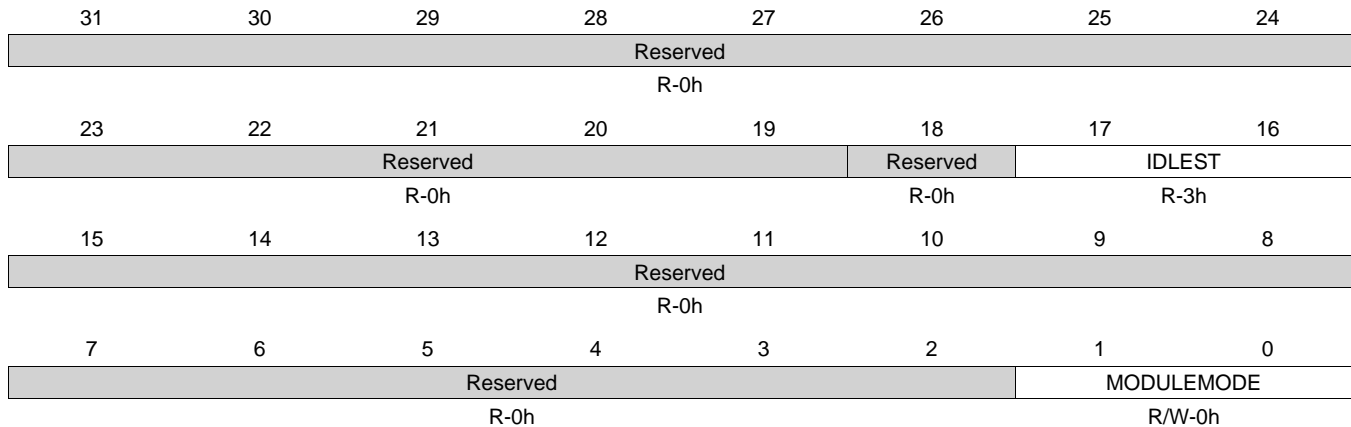 31 30 29 28 27 26 25 24
Reserved
R-0h
23 22 21 20 19 18 17 16
Reserved Reserved IDLEST
R-0h R-0h R-3h
15 14 13 12 11 10 9 8
Reserved
R-0h
7 6 5 4 3 2 1 0
Reserved MODULEMODE
R-0h R/W-0h